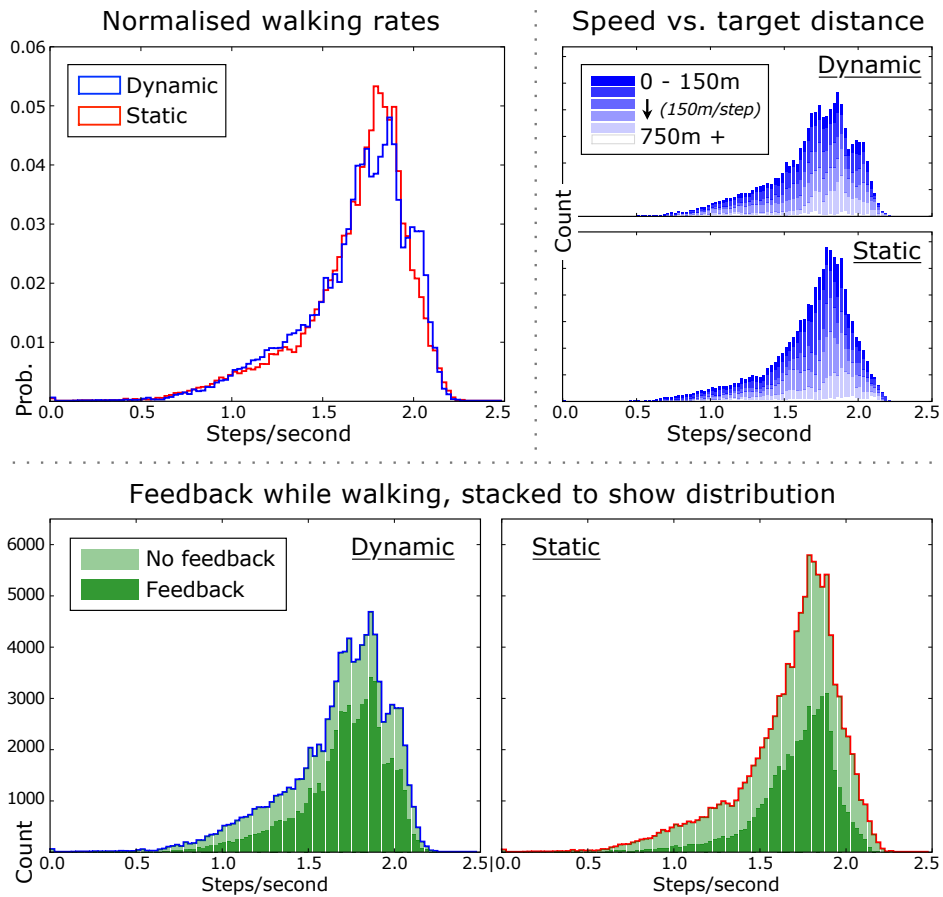 Normalised walking rates
0.06
0.05
0.04
0.03
0.02
0.01
Prob.
Dynamic
Static
0.0
0.5
1.0
1.5
2.0
2.5
Steps/second
Speed vs. target distance
Dynamic
0 - 150m
(150m/step)
750m +
Count
Static
0.0
0.5
1.0
1.5
2.0
2.5
Steps/second
Feedback while walking, stacked to show distribution
6000
5000
4000
3000
2000
1000
Count
No feedback
Feedback
Dynamic
0.0
0.5
1.0
1.5
2.0
2.5
Steps/second
Static
0.0
0.5
1.0
1.5
2.0
2.5
Steps/second